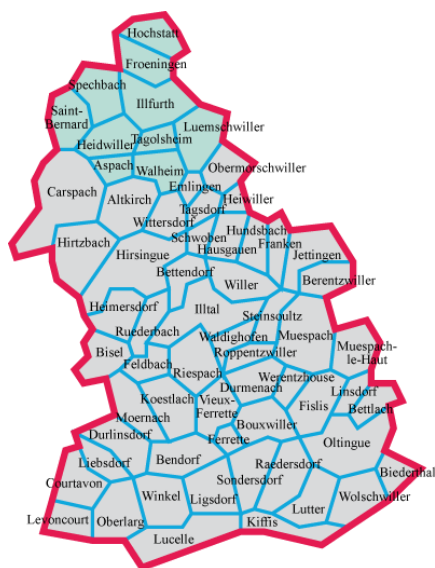 Hochstatt
Froeningen
Spechbach
Illfurth
Saint-
Bernard
Luemschwiller
Tagolsheim
Heidwiller
Aspach
Walheim
Obermorschwiller
Carspach
Emlingen
Altkirch
Heiwiller
Tagsdorf
Wittersdorf
Hundsbach
Schwoben
Franken
Hirtzbach
Hausgauen
Jettingen
Hirsingue
Bettendorf
Berentzwiller
Willer
Heimersdorf
Illtal
Steinsoultz
Ruederbach
Waldighofen
Muespach
Muespach-
le-Haut
Bisel
Roppentzwiller
Feldbach
Riespach
Werentzhouse
Durmenach
Linsdorf
Koestlach
Vieux-
Ferrette
Fislis
Bettlach
Moernach
Bouxwiller
Durlinsdorf
Ferrette
Oltingue
Liebsdorf
Bendorf
Raedersdorf
Biederthal
Courtavon
Sondersdorf
Winkel
Wolschwiller
Ligsdorf
Lutter
Levoncourt
Oberlarg
Kiffis
Lucelle